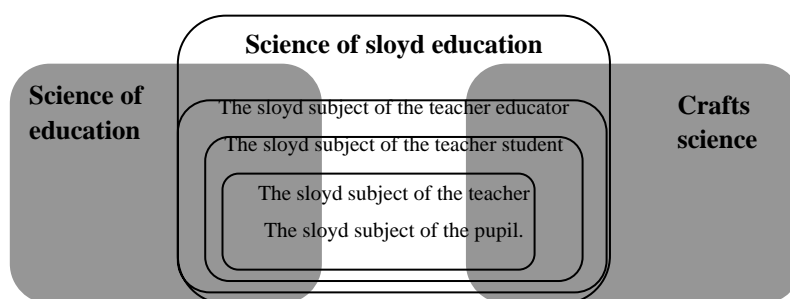 Science of sloyd education
Science of
education
The sloyd subject of the teacher educator
Crafts
science
The sloyd subject of the teacher student
The sloyd subject of the teacher
The sloyd subject of the pupil.